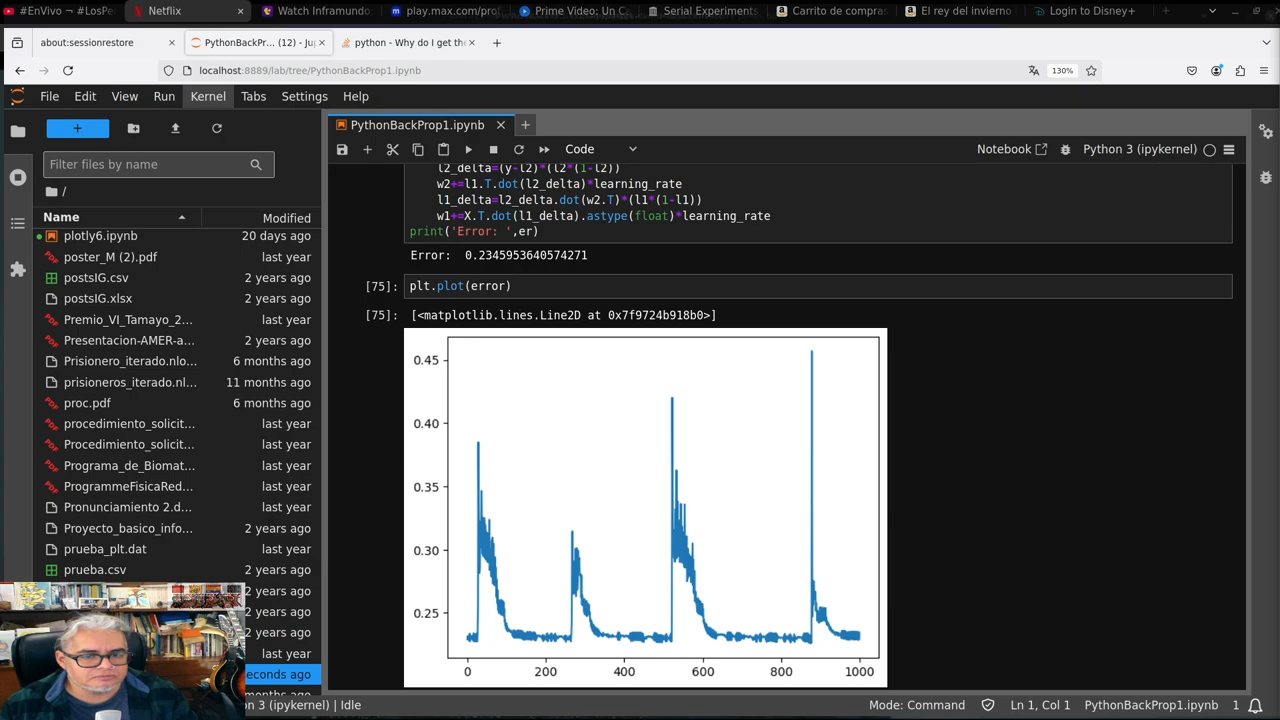 #EnVivo ¬ #LosPe
Netflix
Watch Inframundo
play.max.com/prof
Prime Video: Un Ca
Serial Experiments
Carrito de compras
El rey del invierno
Login to Disney+
about:sessionrestore
PythonBackProp... (12) - Ju
python - Why do I get the
localhost:8889/lab/tree/PythonBackProp1.ipynb
130%
File Edit View Run Kernel Tabs Settings Help
PythonBackProp1.ipynb
Code
Notebook
Python 3 (ipykernel)
Filter files by name
/
Name Modified
plotly6.ipynb 20 days ago
poster_M (2).pdf last year
postsIG.csv 2 years ago
postsIG.xlsx 2 years ago
Premio_VI_Tamayo_2... last year
Presentacion-AMER-a... 2 years ago
Prisionero_iterado.nlo... 6 months ago
prisioneros_iterado.nl... 11 months ago
proc.pdf 6 months ago
procedimiento_solicit... last year
Procedimiento_solicit... last year
Programa_de_Biomat... last year
ProgrammeFisicaRed... last year
Pronunciamiento 2.d... last year
Proyecto_basico_info... 2 years ago
prueba_plt.dat last year
prueba.csv 2 years ago
years ago
years ago
years ago
last year
econds ago
l2_delta=(y-l2)*(l2*(1-l2))
w2+=l1.T.dot(l2_delta)*learning_rate
l1_delta=l2_delta.dot(w2.T)*(l1*(1-l1))
w1+=X.T.dot(l1_delta).astype(float)*learning_rate
print('Error: ',er)
Error:  0.2345953640574271
[75]: plt.plot(error)
[75]: [<matplotlib.lines.Line2D at 0x7f9724b918b0>]
0.45
0.40
0.35
0.30
0.25
0 200 400 600 800 1000
n 3 (ipykernel) | Idle
Mode: Command
Ln 1, Col 1
PythonBackProp1.ipynb
1